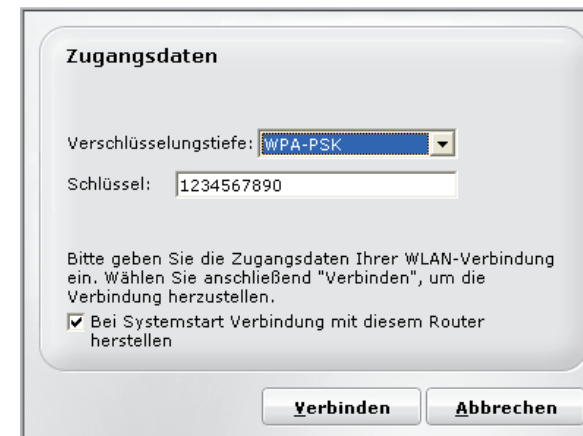 Zugangsdaten
Verschlüsselungstiefe: WPA-PSK
Schlüssel: 1234567890
Bitte geben Sie die Zugangsdaten Ihrer WLAN-Verbindung
ein. Wählen Sie anschließend "Verbinden", um die
Verbindung herzustellen.
Bei Systemstart Verbindung mit diesem Router
herstellen
Verbinden Abbrechen